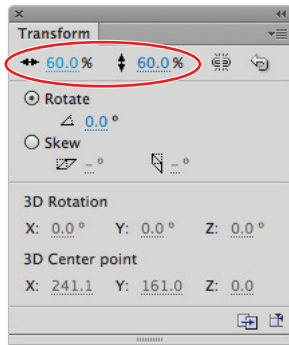 Transform
60.0 % 60.0 %
Rotate
0.0 °
Skew
- ° - °
3D Rotation
X: 0.0 ° Y: 0.0 ° Z: 0.0 °
3D Center point
X: 241.1 Y: 161.0 Z: 0.0